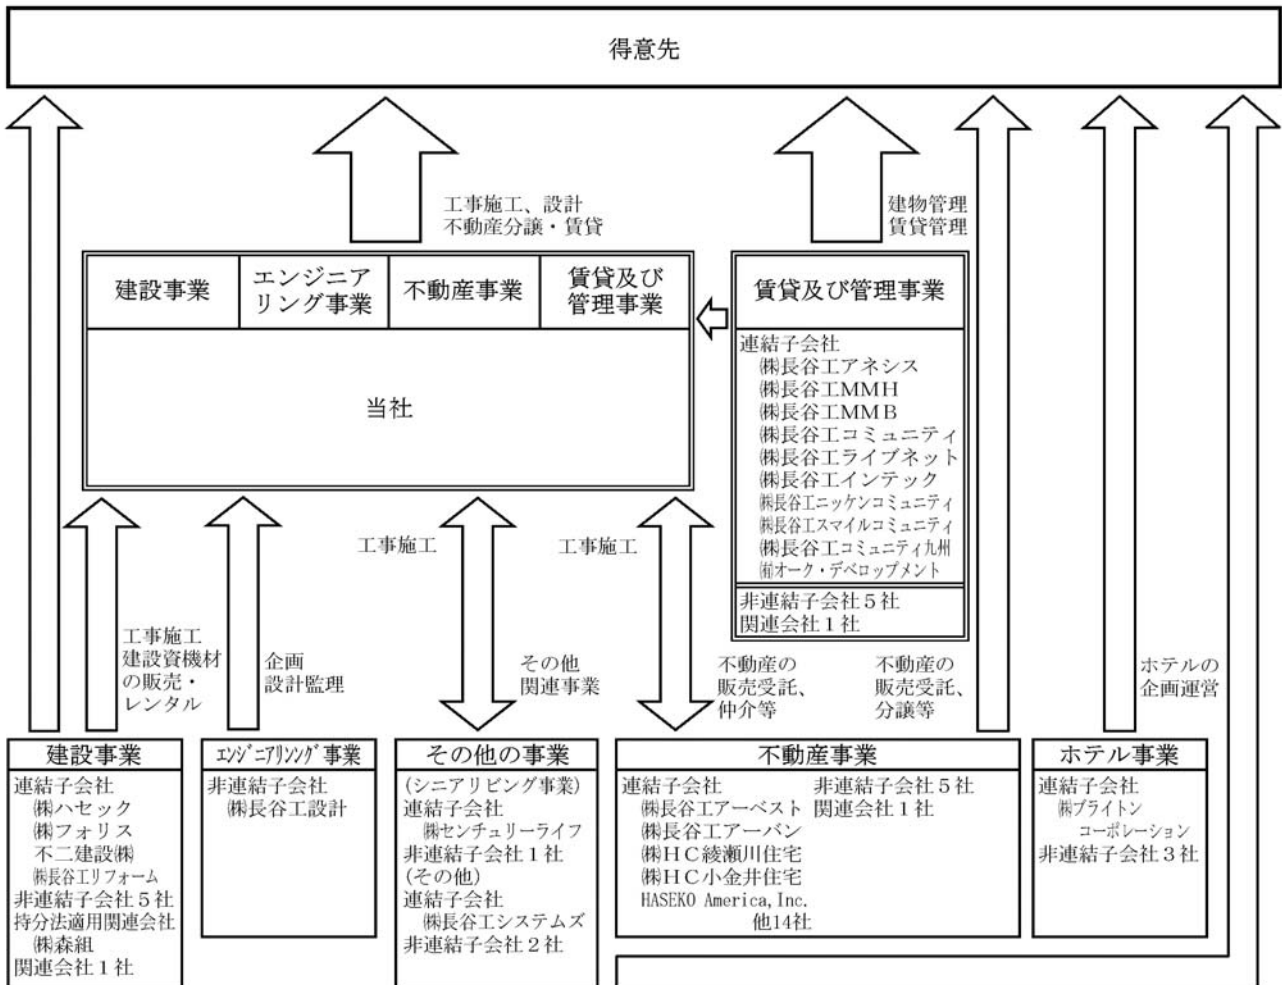 得意先
工事施工、設計
不動産分譲・賃貸
建物管理
賃貸管理
建設事業
エンジニア
リング事業
不動産事業
賃貸及び
管理事業
当社
賃貸及び管理事業
連結子会社
㈱長谷工アネシス
㈱長谷工MMH
㈱長谷工MMB
㈱長谷工コミュニティ
㈱長谷工ライブネット
㈱長谷工インテック
㈱長谷工ニッケンコミュニティ
㈱長谷工スマイルコミュニティ
㈱長谷工コミュニティ九州
㈲オーク・デベロップメント
非連結子会社5社
関連会社1社
工事施工
建設資機材
の販売・
レンタル
企画
設計監理
工事施工
その他
関連事業
工事施工
不動産の
販売受託、
仲介等
不動産の
販売受託、
分譲等
ホテルの
企画運営
建設事業
連結子会社
㈱ハセック
㈱フォリス
不二建設㈱
㈱長谷工リフォーム
非連結子会社5社
持分法適用関連会社
㈱森組
関連会社1社
エンジニアリンング事業
非連結子会社
㈱長谷工設計
その他の事業
(シニアリビング事業)
連結子会社
㈱センチュリーライフ
非連結子会社1社
(その他)
連結子会社
㈱長谷工システムズ
非連結子会社2社
不動産事業
連結子会社
㈱長谷工アーベスト
㈱長谷工アーバン
㈱HC綾瀬川住宅
㈱HC小金井住宅
HASEKO America,Inc.
他14社
非連結子会社5社
関連会社1社
ホテル事業
連結子会社
㈱ブライトン
コーポレーション
非連結子会社3社